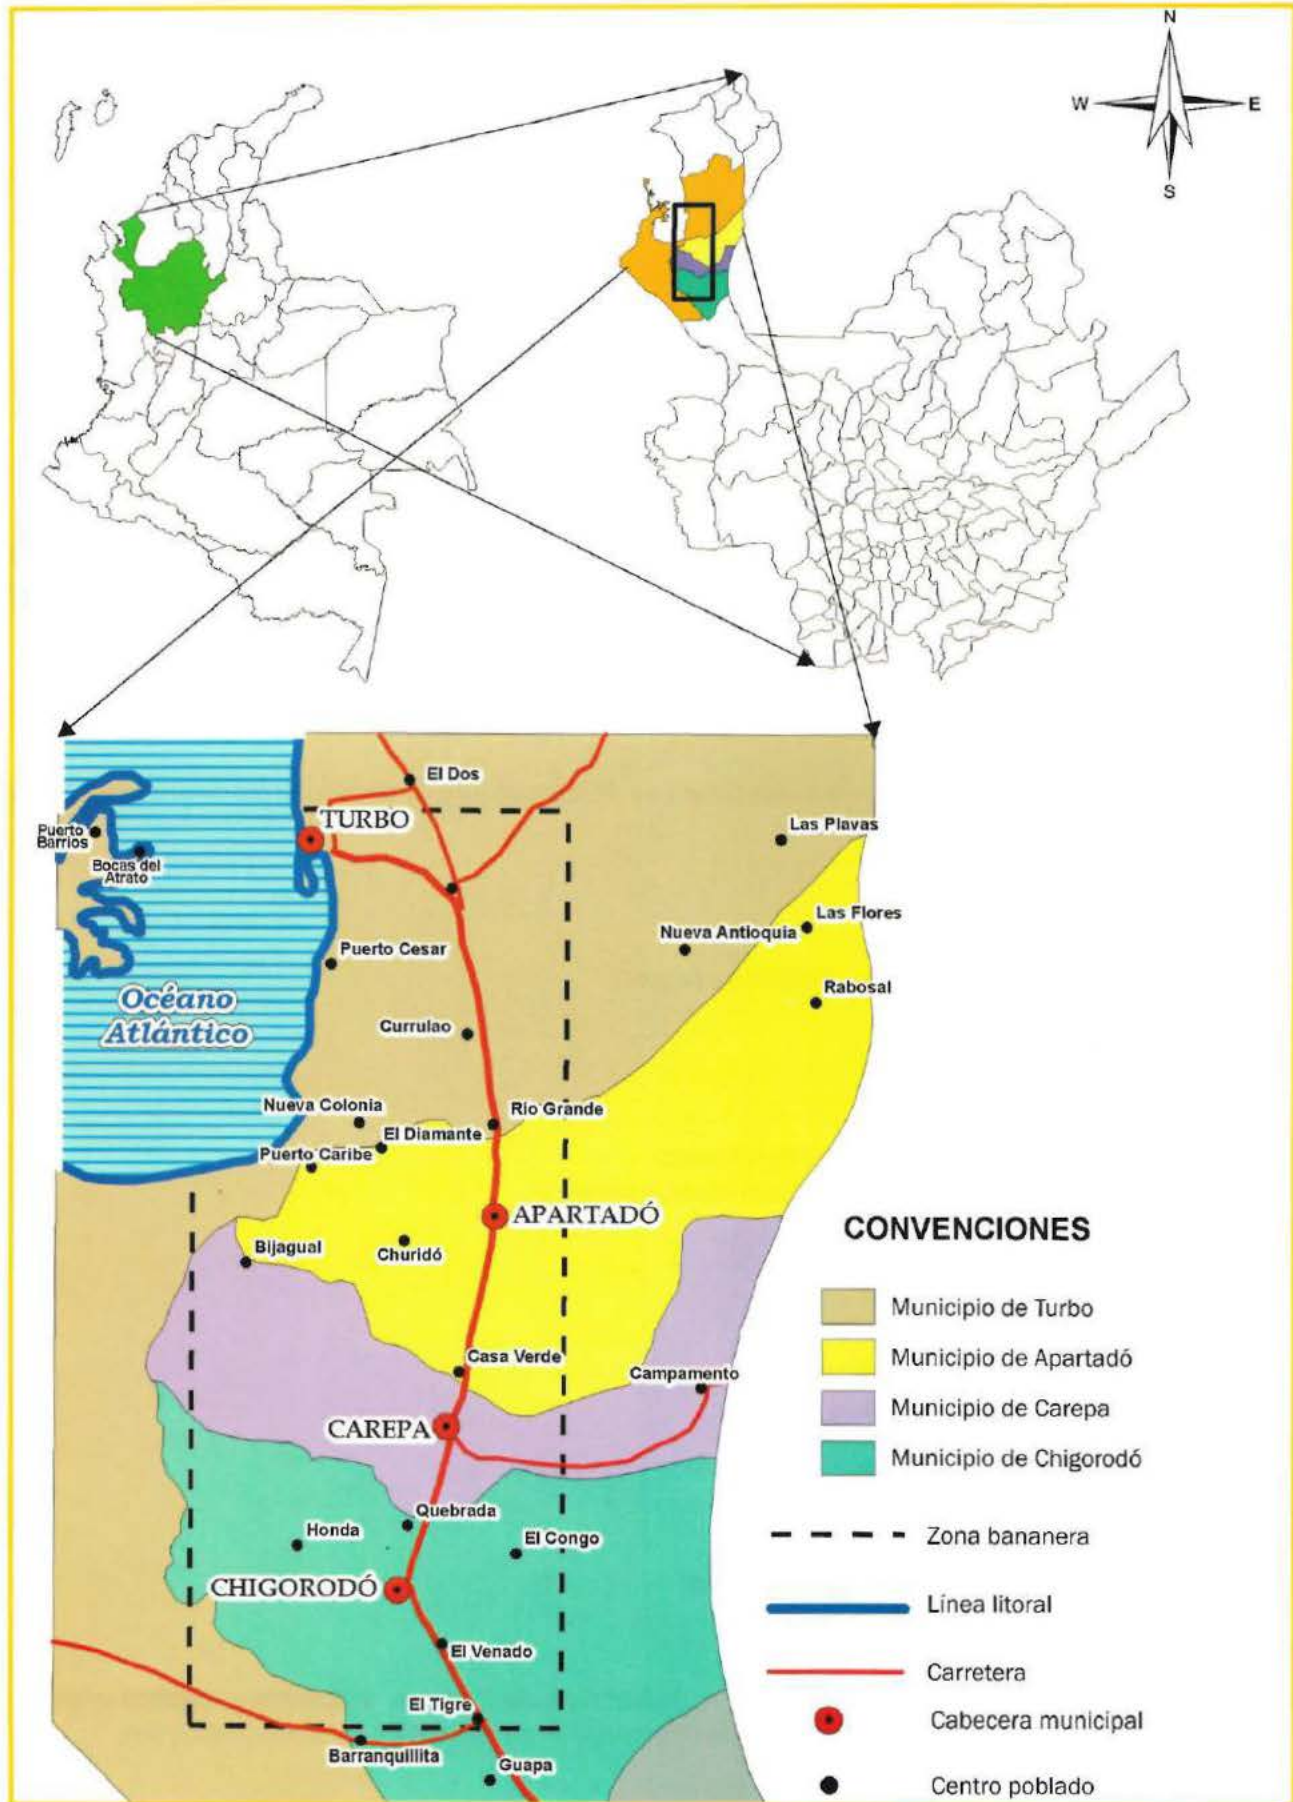 N
W
E
S
El Dos
TURBO
Puerto
Barrios
Bocas del
Atrato
Las Plavas
Las Flores
Nueva Antioquia
Puerto Cesar
Rabosal
Océano
Atlántico
Currulao
Nueva Colonia
Rio Grande
El Diamante
Puerto Caribe
APARTADÓ
Bijagual
Churidó
Casa Verde
Campamento
CAREPA
Quebrada
Honda
El Congo
CHIGORODÓ
El Venado
El Tigre
Barranquillita
Guapa
CONVENCIONES
Municipio de Turbo
Municipio de Apartadó
Municipio de Carepa
Municipio de Chigorodó
Zona bananera
Línea litoral
Carretera
Cabecera municipal
Centro poblado